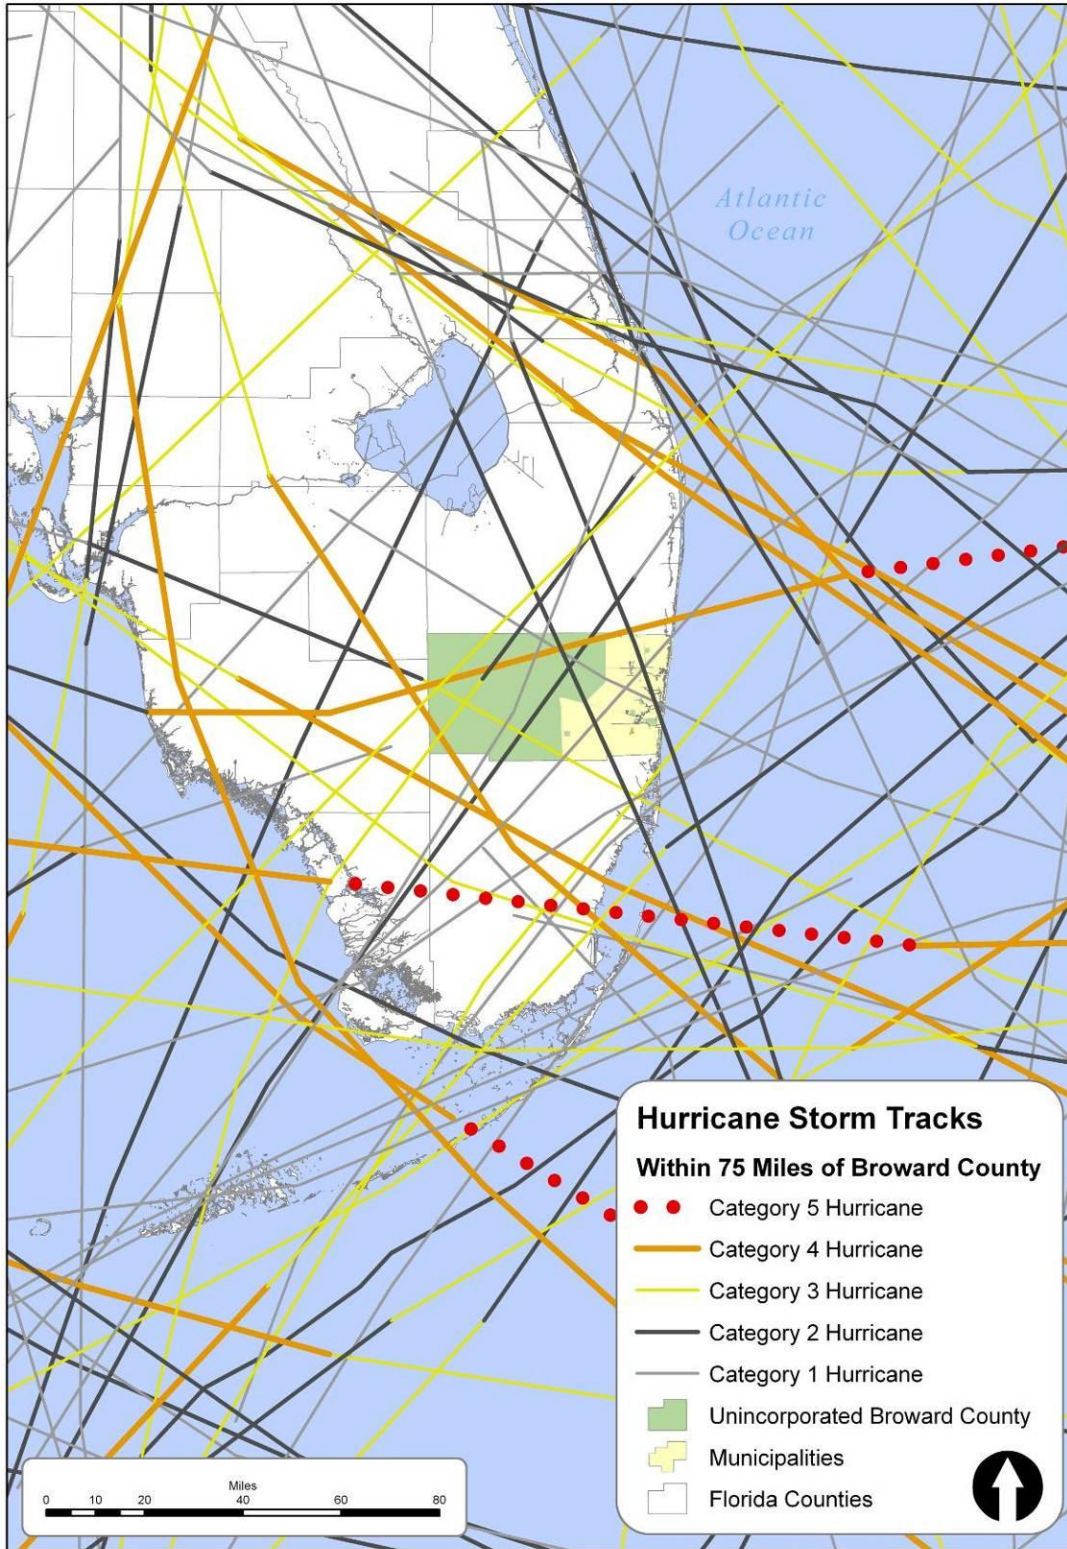 Atlantic
Ocean
Hurricane Storm Tracks
Within 75 Miles of Broward County
Category 5 Hurricane
Category 4 Hurricane
Category 3 Hurricane
Category 2 Hurricane
Category 1 Hurricane
Unincorporated Broward County
Municipalities
Florida Counties
Miles
0 10 20 40 60 80